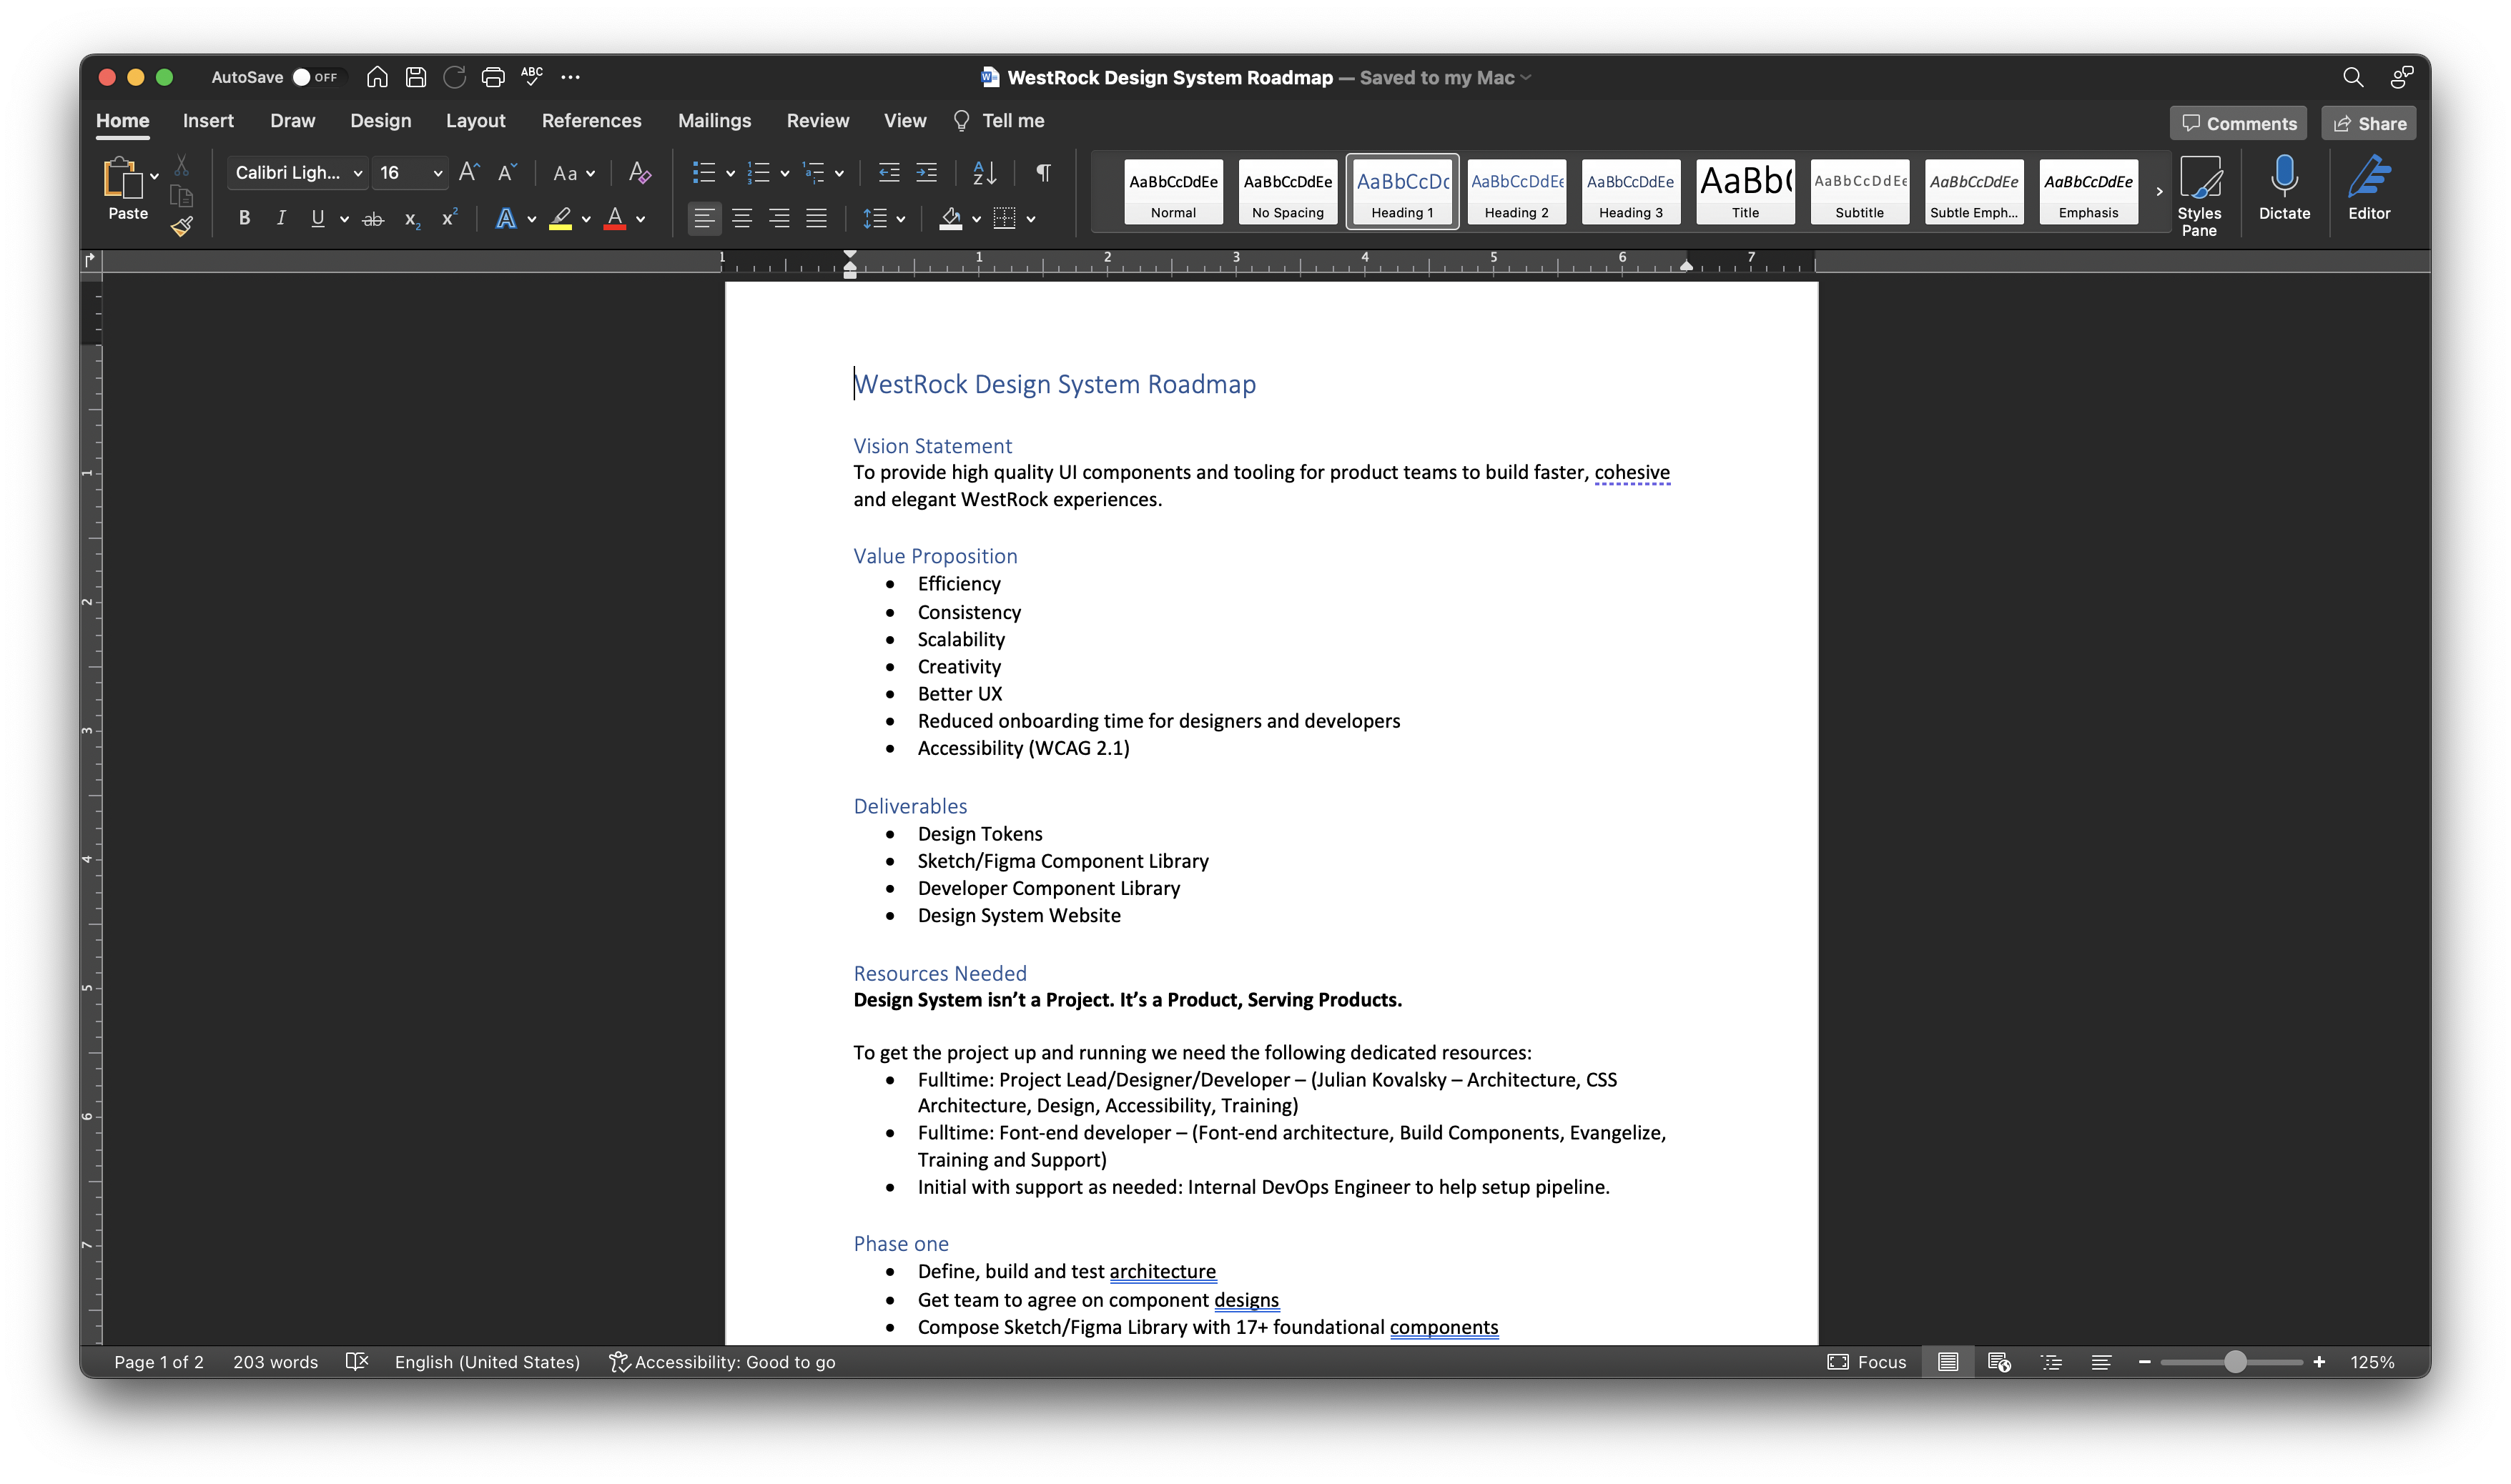 AutoSave OFF
ABC
WestRock Design System Roadmap — Saved to my Mac
Home Insert Draw Design Layout References Mailings Review View Tell me
Comments Share
Paste
Calibri Ligh... 16
Aa
B I U ab x2 x2 A A
AaBbCcDdEe Normal
AaBbCcDdEe No Spacing
AaBbCcDc Heading 1
AaBbCcDdEe Heading 2
AaBbCcDdEe Heading 3
AaBb( Title
AaBbCcDdEe Subtitle
AaBbCcDdEe Subtle Emph...
AaBbCcDdEe Emphasis
Styles Pane
Dictate
Editor
1 1 2 3 4 5 6 7
WestRock Design System Roadmap
Vision Statement
To provide high quality UI components and tooling for product teams to build faster, cohesive
and elegant WestRock experiences.
Value Proposition
• Efficiency
• Consistency
• Scalability
• Creativity
• Better UX
• Reduced onboarding time for designers and developers
• Accessibility (WCAG 2.1)
Deliverables
• Design Tokens
• Sketch/Figma Component Library
• Developer Component Library
• Design System Website
Resources Needed
Design System isn’t a Project. It’s a Product, Serving Products.
To get the project up and running we need the following dedicated resources:
• Fulltime: Project Lead/Designer/Developer – (Julian Kovalsky – Architecture, CSS
Architecture, Design, Accessibility, Training)
• Fulltime: Font-end developer – (Font-end architecture, Build Components, Evangelize,
Training and Support)
• Initial with support as needed: Internal DevOps Engineer to help setup pipeline.
Phase one
• Define, build and test architecture
• Get team to agree on component designs
• Compose Sketch/Figma Library with 17+ foundational components
1
2
3
4
5
6
7
Page 1 of 2 203 words English (United States) Accessibility: Good to go
Focus 125%